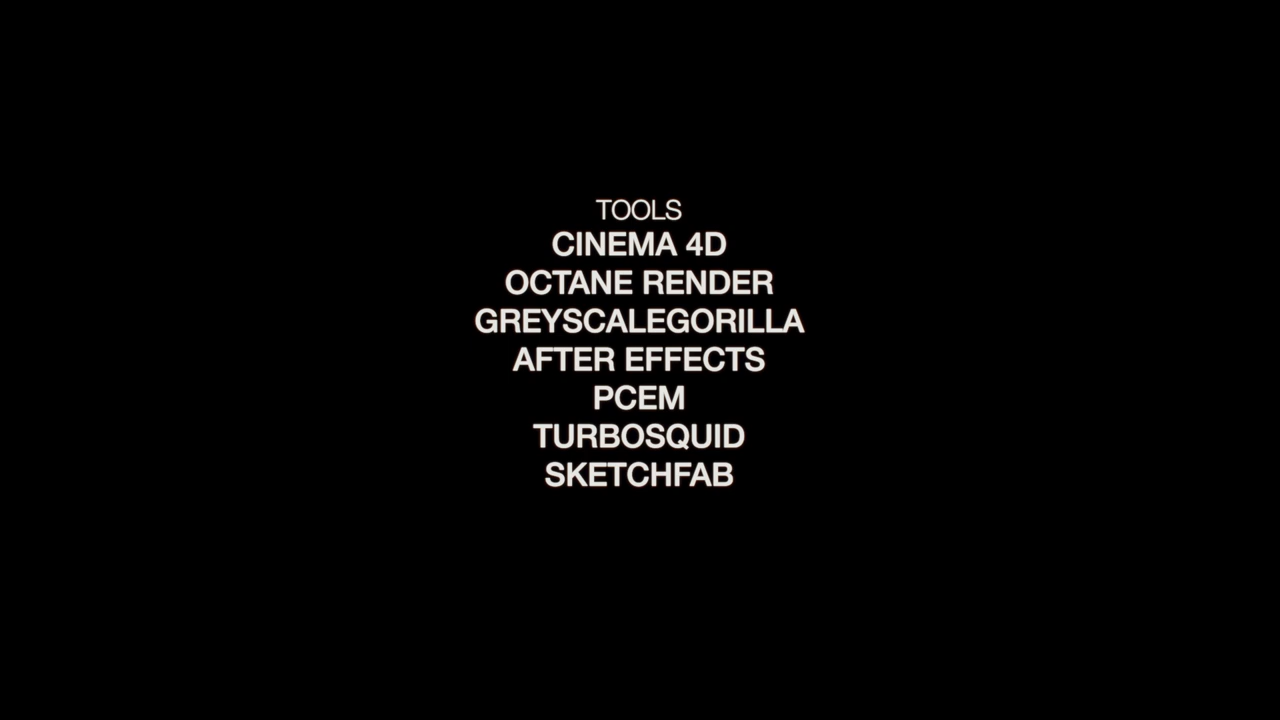 TOOLS
CINEMA 4D
OCTANE RENDER
GREYSCALEGORILLA
AFTER EFFECTS
PCEM
TURBOSQUID
SKETCHFAB